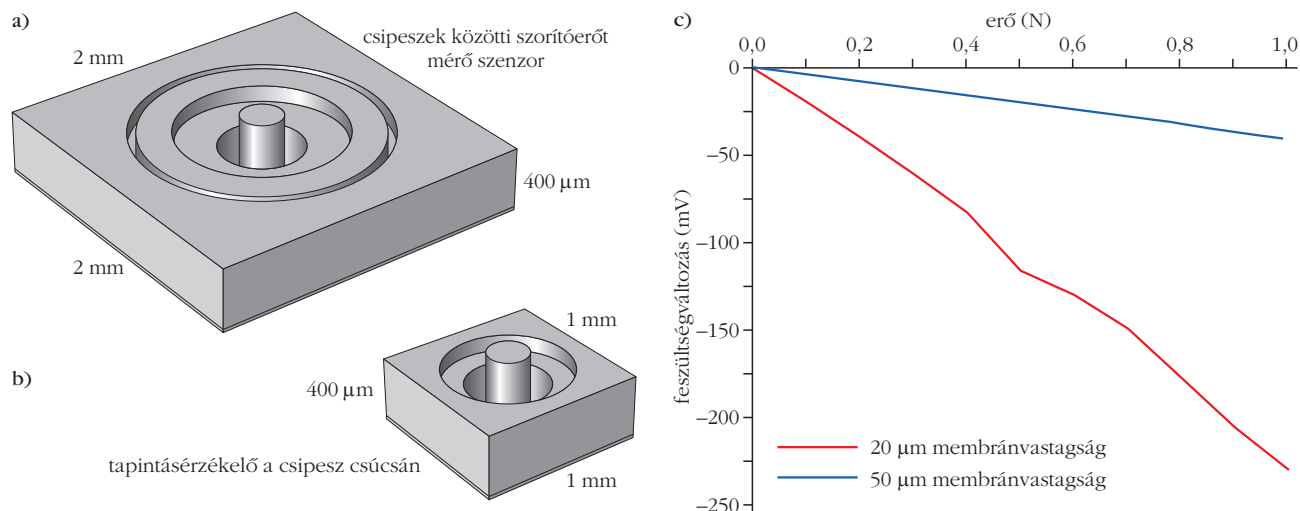 a)
csipeszek közötti szorítóerőt
mérő szenzor
2 mm
400 µm
2 mm
b)
1 mm
400 µm
tapintásérzékelő a csipesz csúcsán
1 mm
c)
erő (N)
0,0 0,2 0,4 0,6 0,8 1,0
0
–50
–100
–150
–200
–250
feszültségváltozás (mV)
20 µm membránvastagság
50 µm membránvastagság